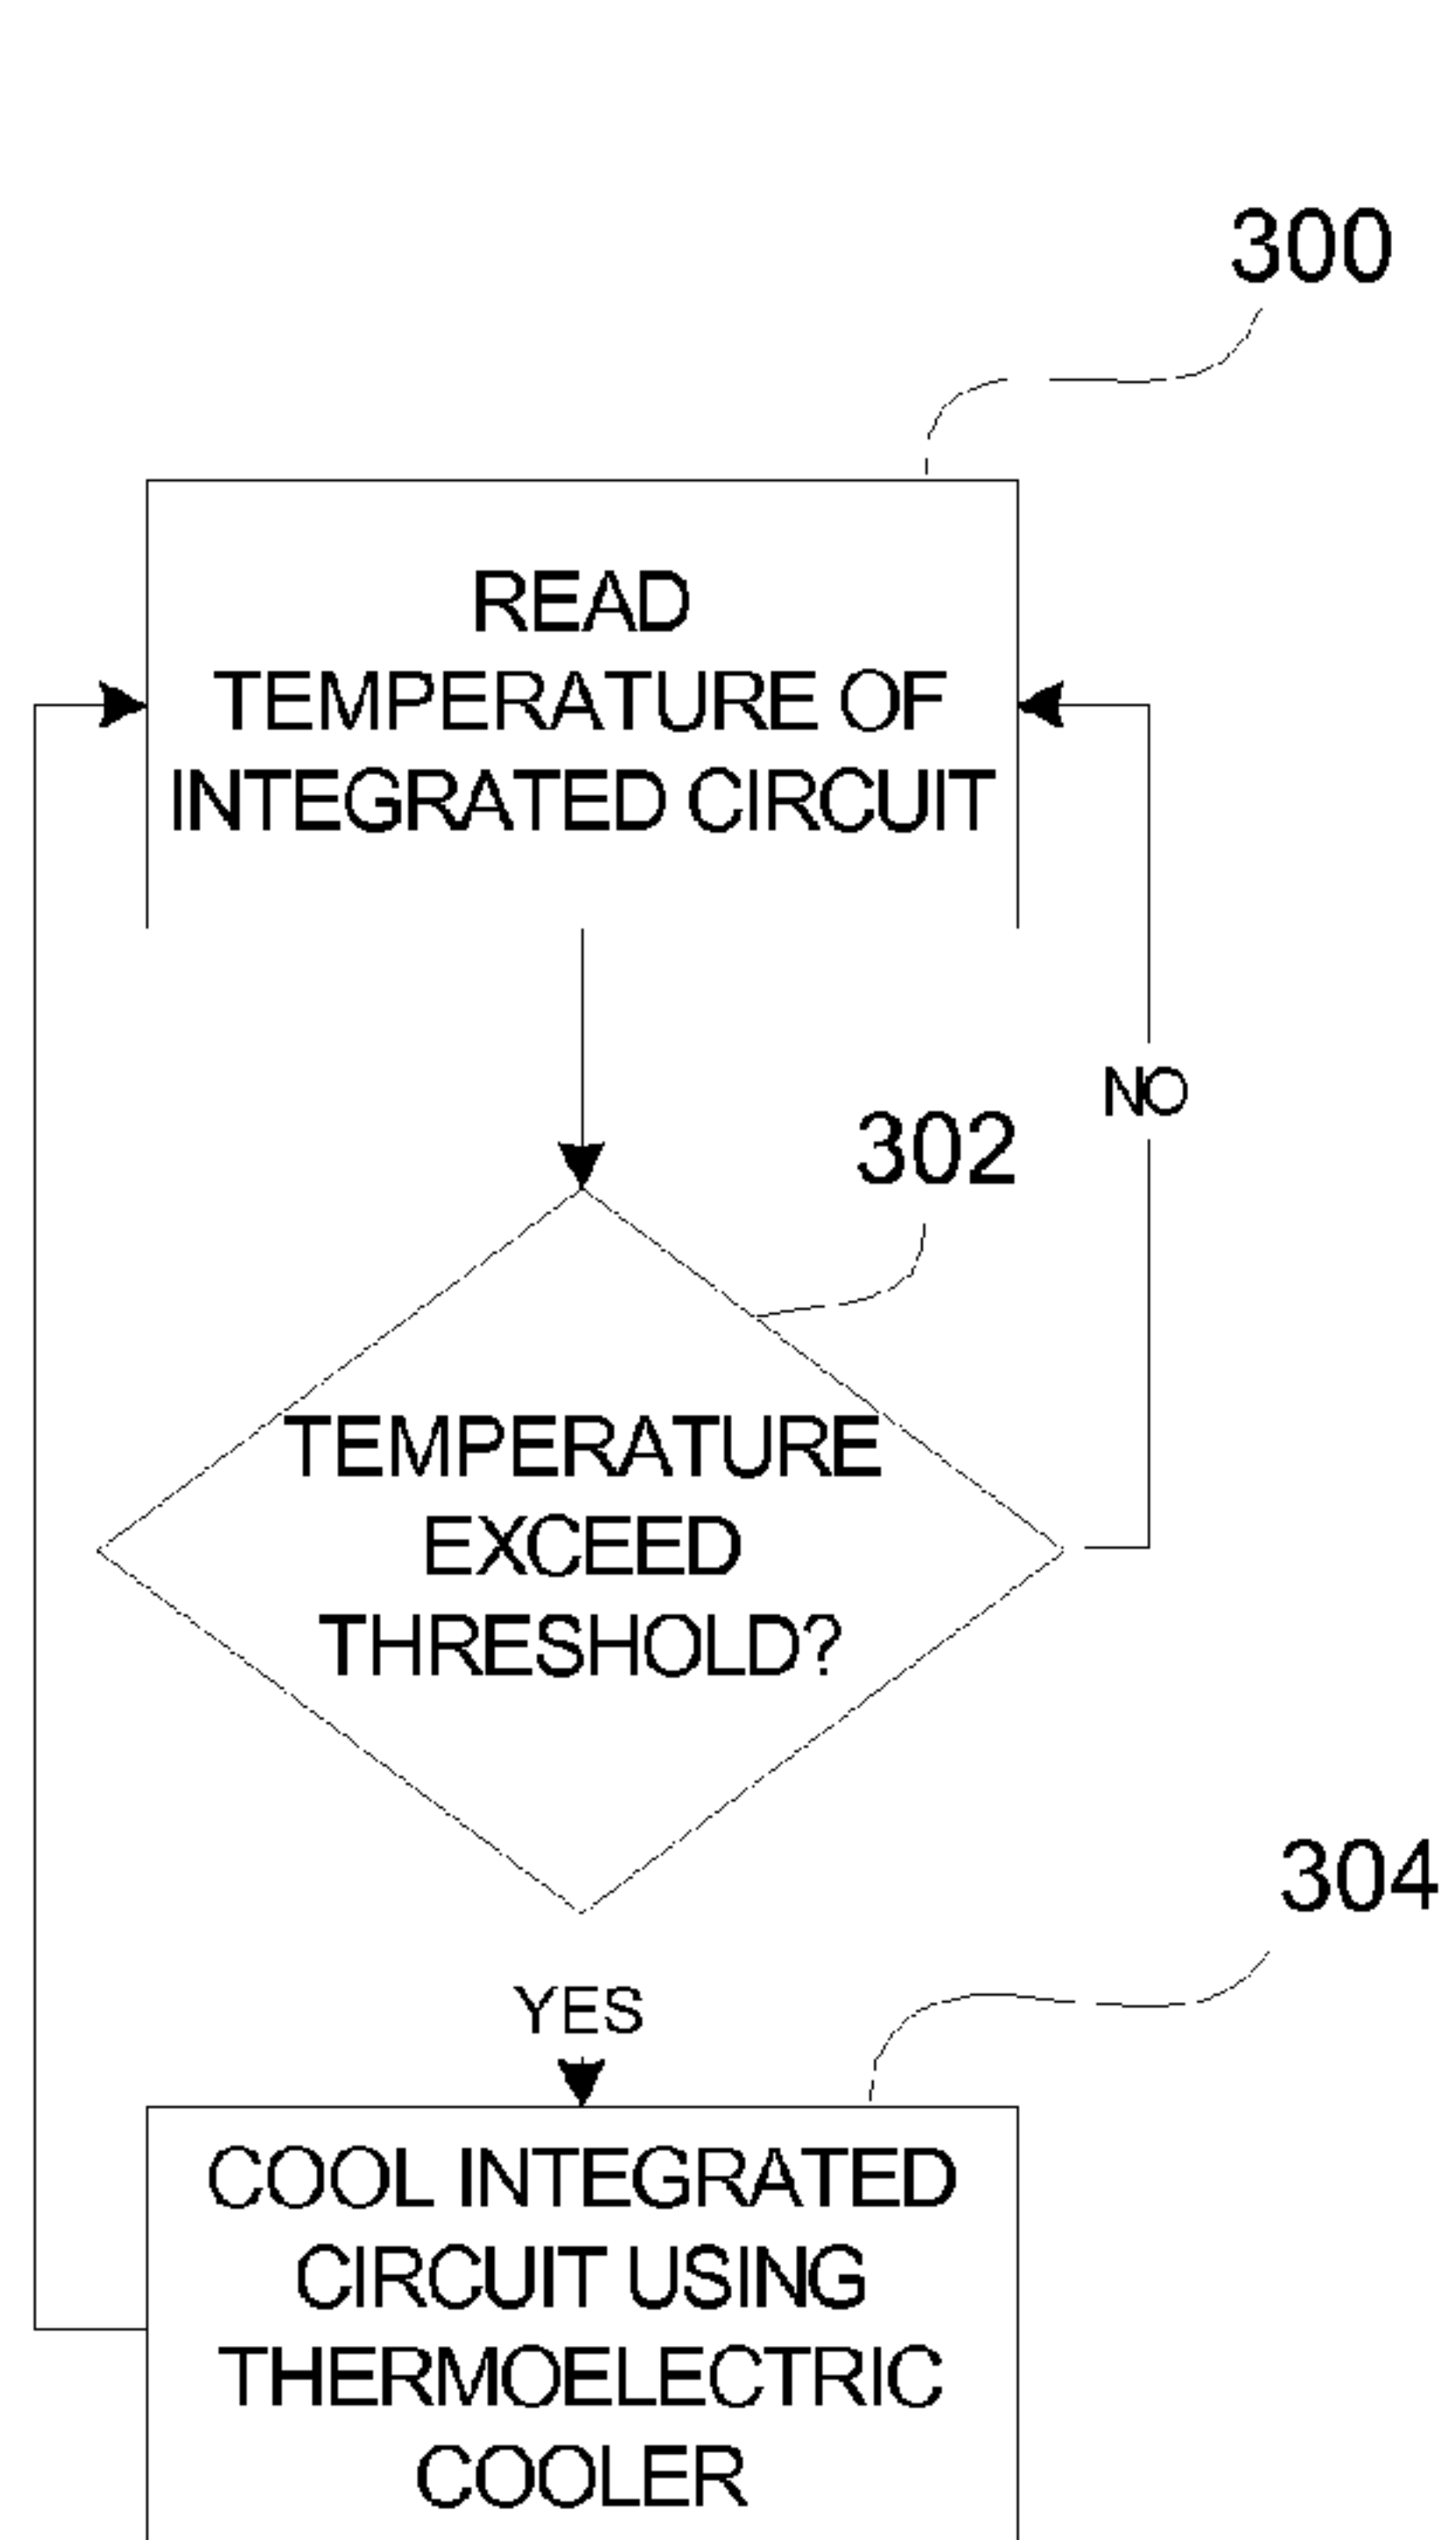 300
READ
TEMPERATURE OF
INTEGRATED CIRCUIT
NO
302
TEMPERATURE
EXCEED
THRESHOLD?
304
YES
COOL INTEGRATED
CIRCUIT USING
THERMOELECTRIC
COOLER